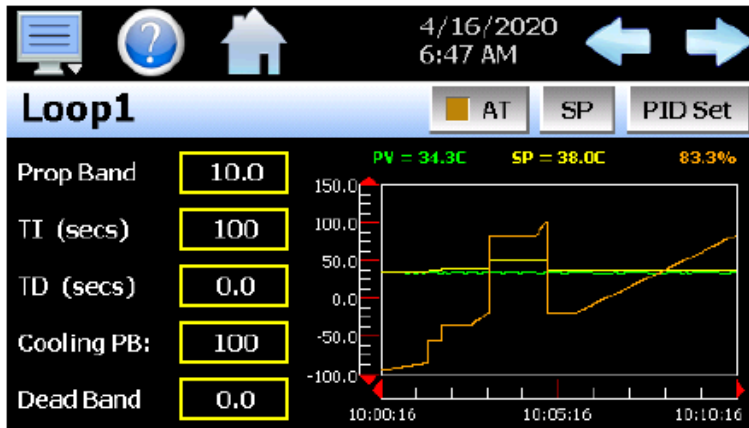 ?
4/16/2020
6:47 AM
Loop1
AT
SP
PID Set
Prop Band 10.0
TI (secs) 100
TD (secs) 0.0
Cooling PB: 100
Dead Band 0.0
PV = 34.3C SP = 38.0C 83.3%
150.0
100.0
50.0
0.0
-50.0
-100.0
10:00:16 10:05:16 10:10:16